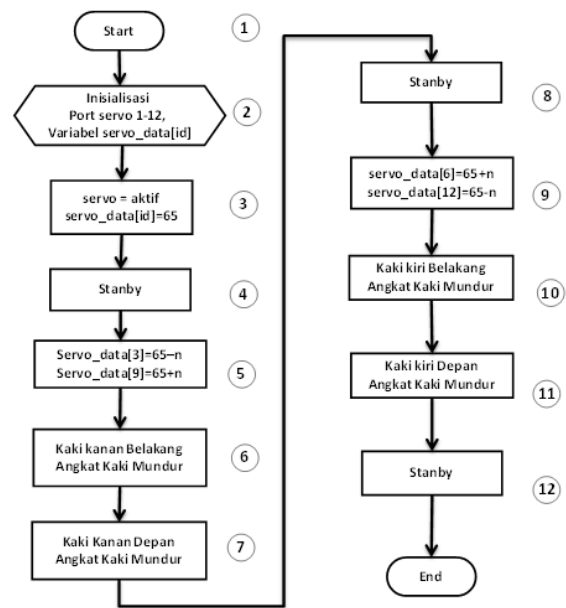 Start
1
Inisialisasi
Port servo 1-12,
Variabel servo_data[id]
2
servo = aktif
servo_data[id]=65
3
Stanby
4
Servo_data[3]=65–n
Servo_data[9]=65+n
5
Kaki kanan Belakang
Angkat Kaki Mundur
6
Kaki Kanan Depan
Angkat Kaki Mundur
7
Stanby
8
servo_data[6]=65+n
servo_data[12]=65-n
9
Kaki kiri Belakang
Angkat Kaki Mundur
10
Kaki kiri Depan
Angkat Kaki Mundur
11
Stanby
12
End